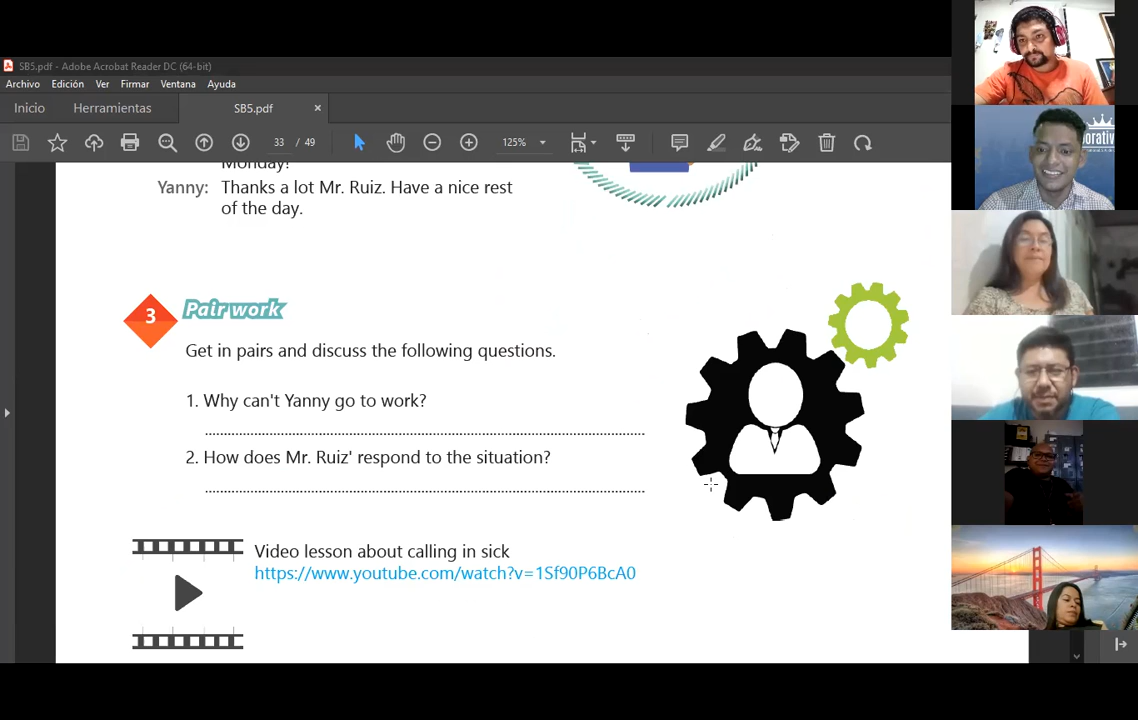 SB5.pdf - Adobe Acrobat Reader DC (64-bit)
Archivo Edición Ver Firmar Ventana Ayuda
Inicio Herramientas SB5.pdf ×
33 / 49 125%
Monday!
Yanny: Thanks a lot Mr. Ruiz. Have a nice rest
of the day.
3 Pair work
Get in pairs and discuss the following questions.
1. Why can't Yanny go to work?
2. How does Mr. Ruiz' respond to the situation?
Video lesson about calling in sick
https://www.youtube.com/watch?v=1Sf90P6BcA0
orative